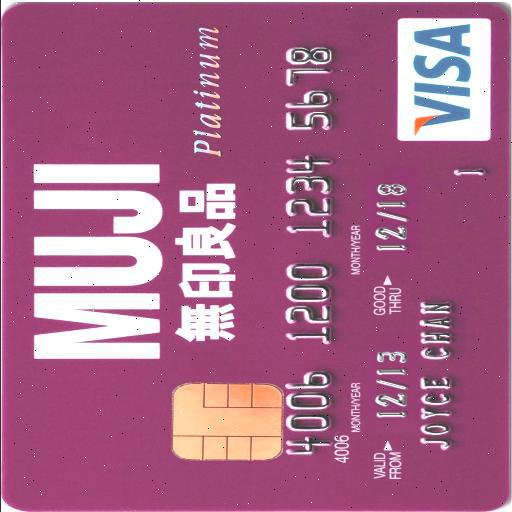 MUJI
無印良品
Platinum
4006 1200 1234 5678
4006
MONTH/YEAR
MONTH/YEAR
VALID FROM
12/13
GOOD THRU
12/18
JOYCE CHAN
1
VISA